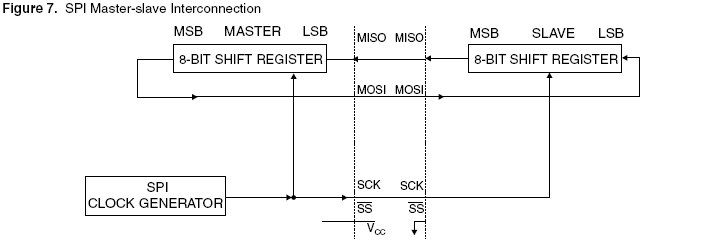 Figure 7. SPI Master-slave Interconnection
MSB MASTER LSB MISO MISO MSB SLAVE LSB
8-BIT SHIFT REGISTER 8-BIT SHIFT REGISTER
MOSI MOSI
SPI SCK SCK
CLOCK GENERATOR SS SS
VCC